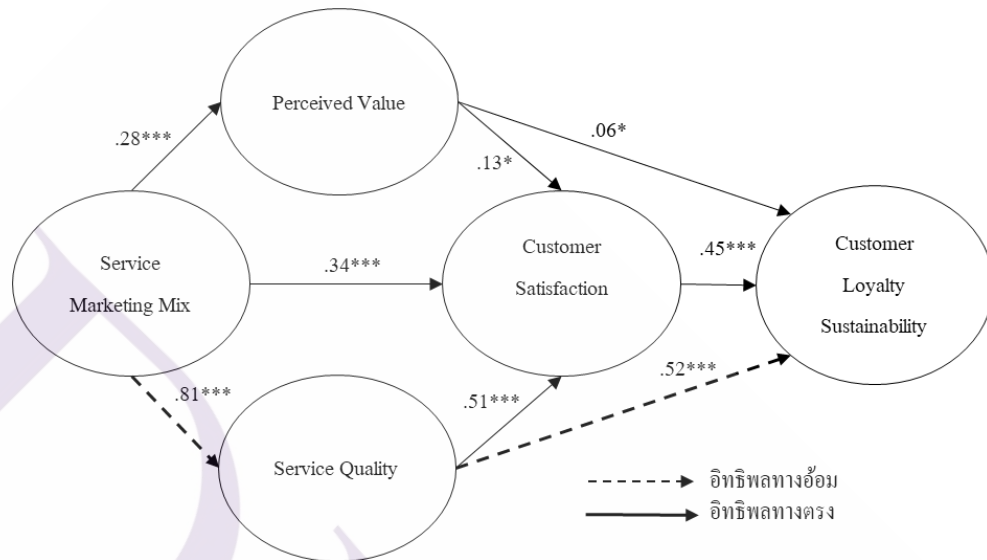 Perceived Value
.28***
.06*
.13*
Service
Marketing Mix
.34***
Customer
Satisfaction
.45***
Customer
Loyalty
Sustainability
.81***
.51***
.52***
Service Quality
อิทธิพลทางอ้อม
อิทธิพลทางตรง